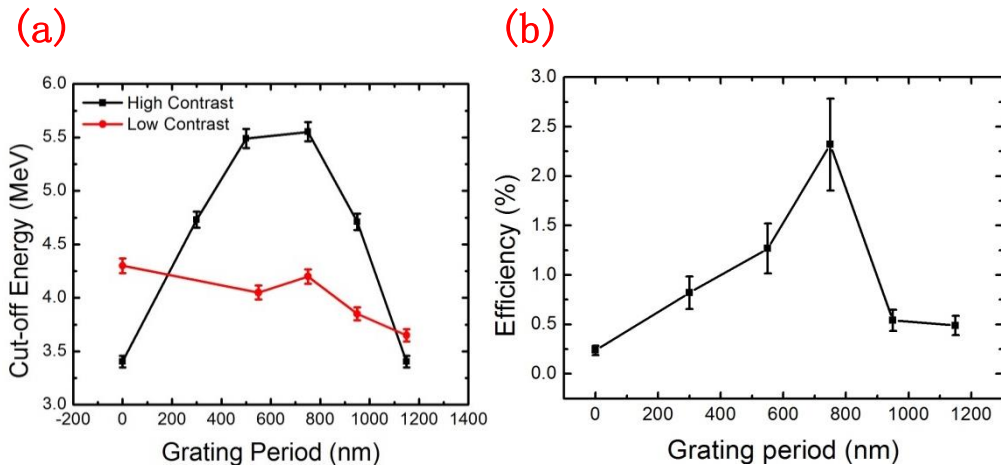 (a)
(b)
High Contrast
Low Contrast
Cut-off Energy (MeV)
6.0
5.5
5.0
4.5
4.0
3.5
3.0
-200 0 200 400 600 800 1000 1200 1400
Grating Period (nm)
Efficiency (%)
3.0
2.5
2.0
1.5
1.0
0.5
0.0
0 200 400 600 800 1000 1200
Grating period (nm)